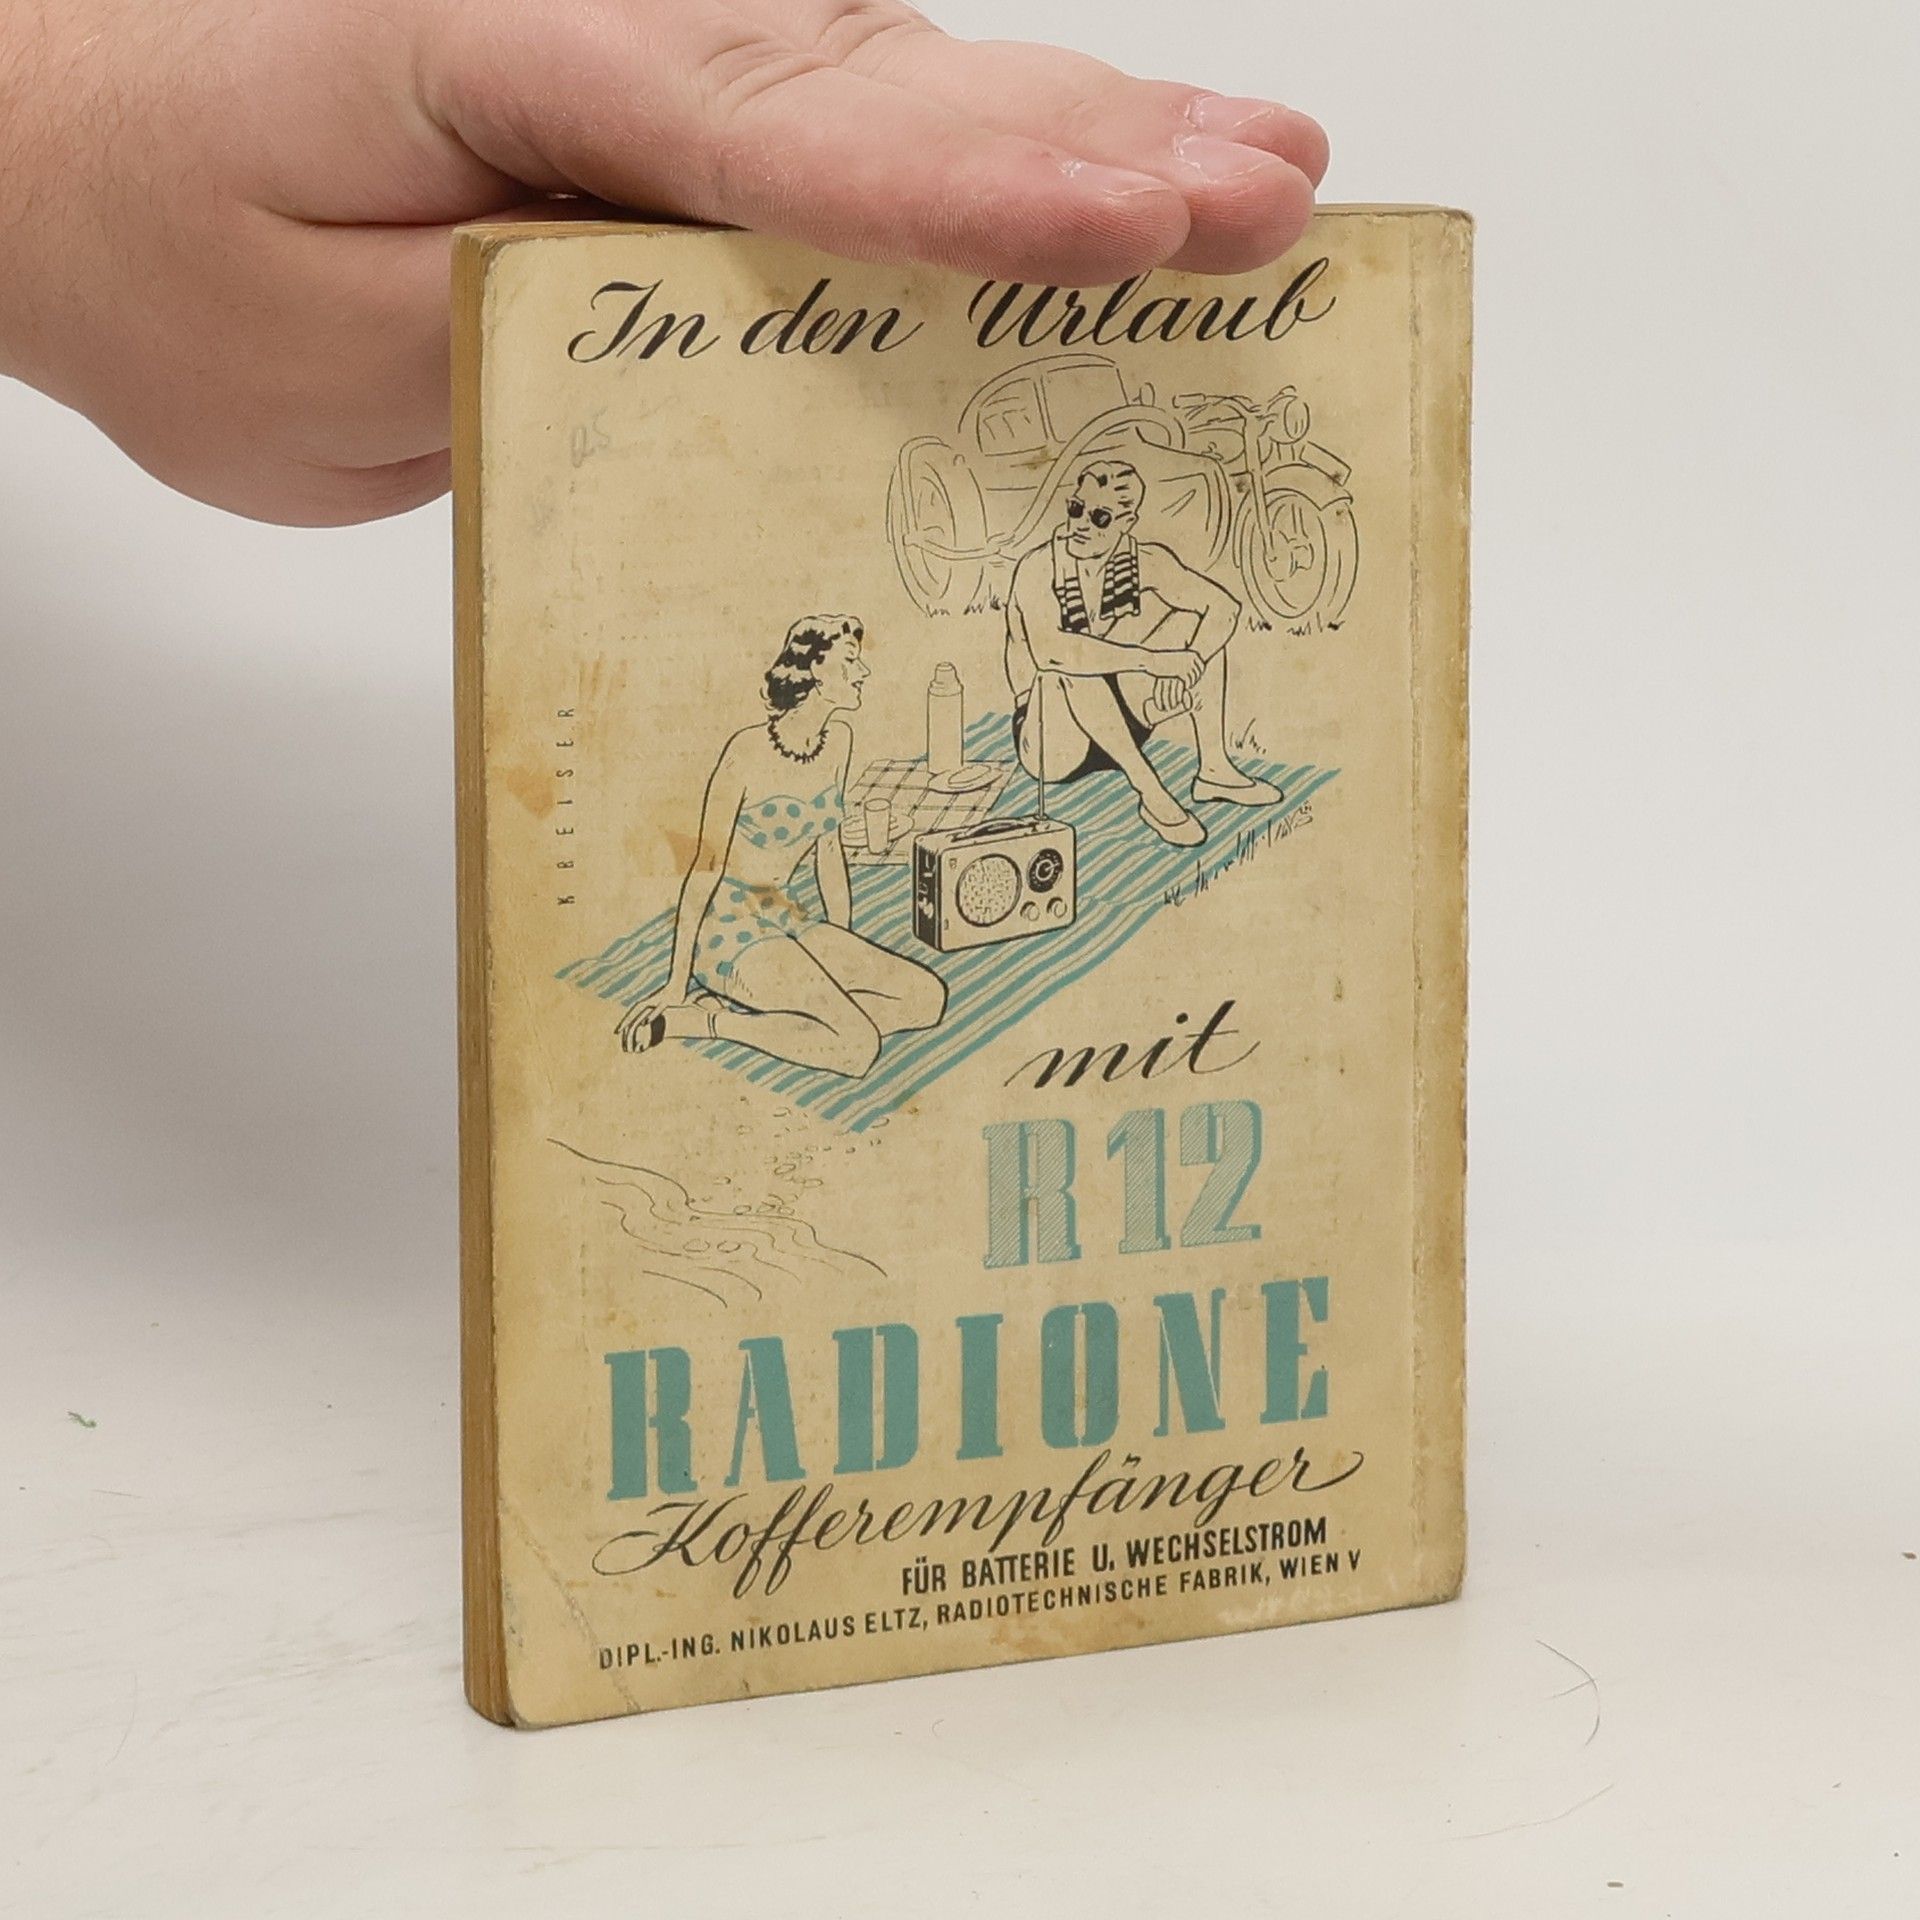 In den Urlaub
KREISER
mit
R12
RADIONE
Kofferempfänger
FÜR BATTERIE U. WECHSELSTROM
DIPL.-ING. NIKOLAUS ELTZ, RADIOTECHNISCHE FABRIK, WIEN V